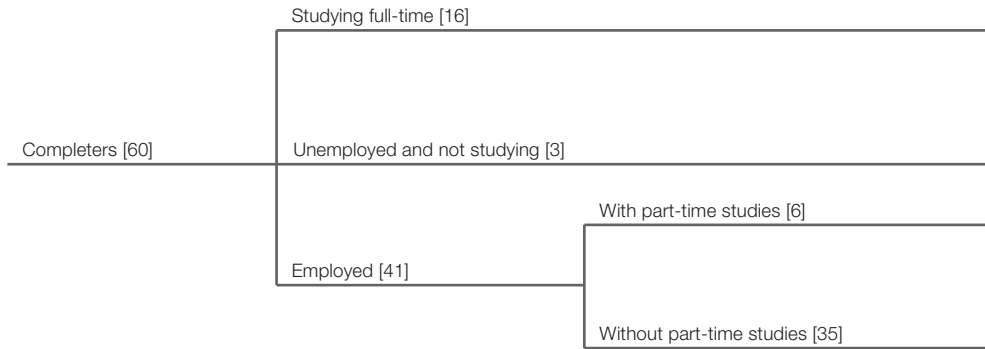 Studying full-time [16]
Completers [60]
Unemployed and not studying [3]
With part-time studies [6]
Employed [41]
Without part-time studies [35]